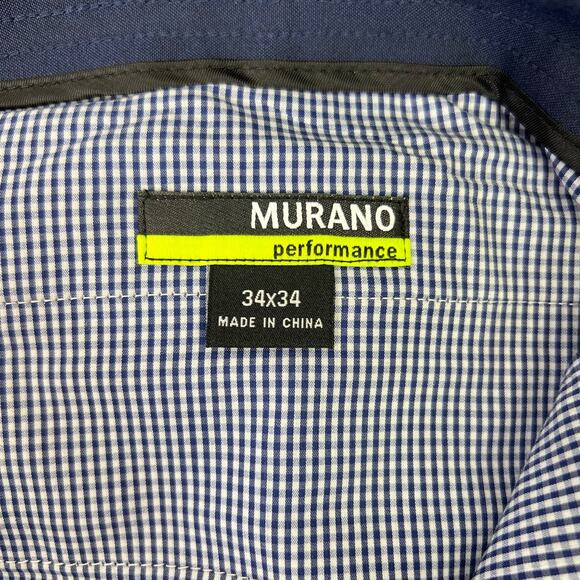 MURANO
performance
34x34
MADE IN CHINA